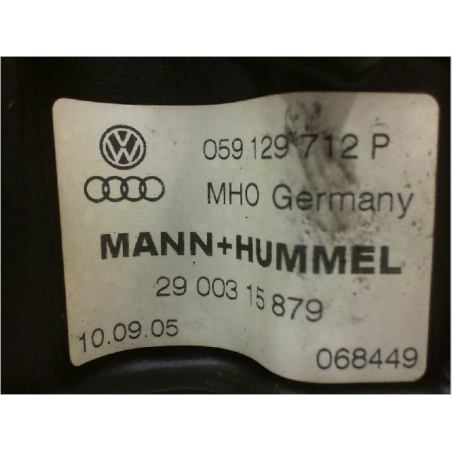 059 129 712 P
MH0 Germany
MANN+HUMMEL
29 003 15 879
10.09.05
068449